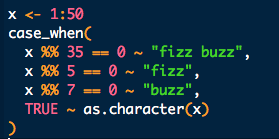 x <- 1:50
case_when(
  x %% 35 == 0 ~ "fizz buzz",
  x %% 5 == 0 ~ "fizz",
  x %% 7 == 0 ~ "buzz",
  TRUE ~ as.character(x)
)